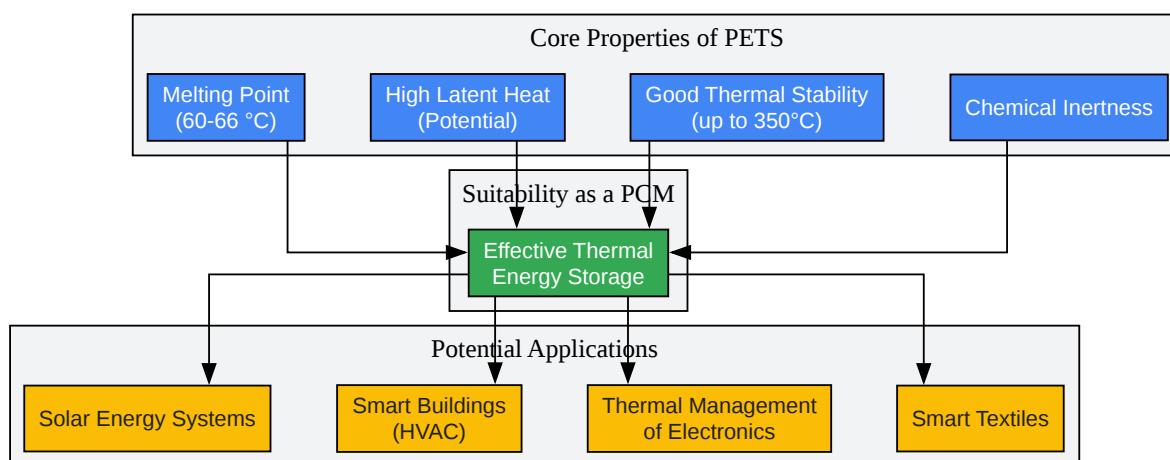 Core Properties of PETS
Melting Point
(60-66 °C)
High Latent Heat
(Potential)
Good Thermal Stability
(up to 350°C)
Chemical Inertness
Suitability as a PCM
Effective Thermal
Energy Storage
Potential Applications
Solar Energy Systems
Smart Buildings
(HVAC)
Thermal Management
of Electronics
Smart Textiles